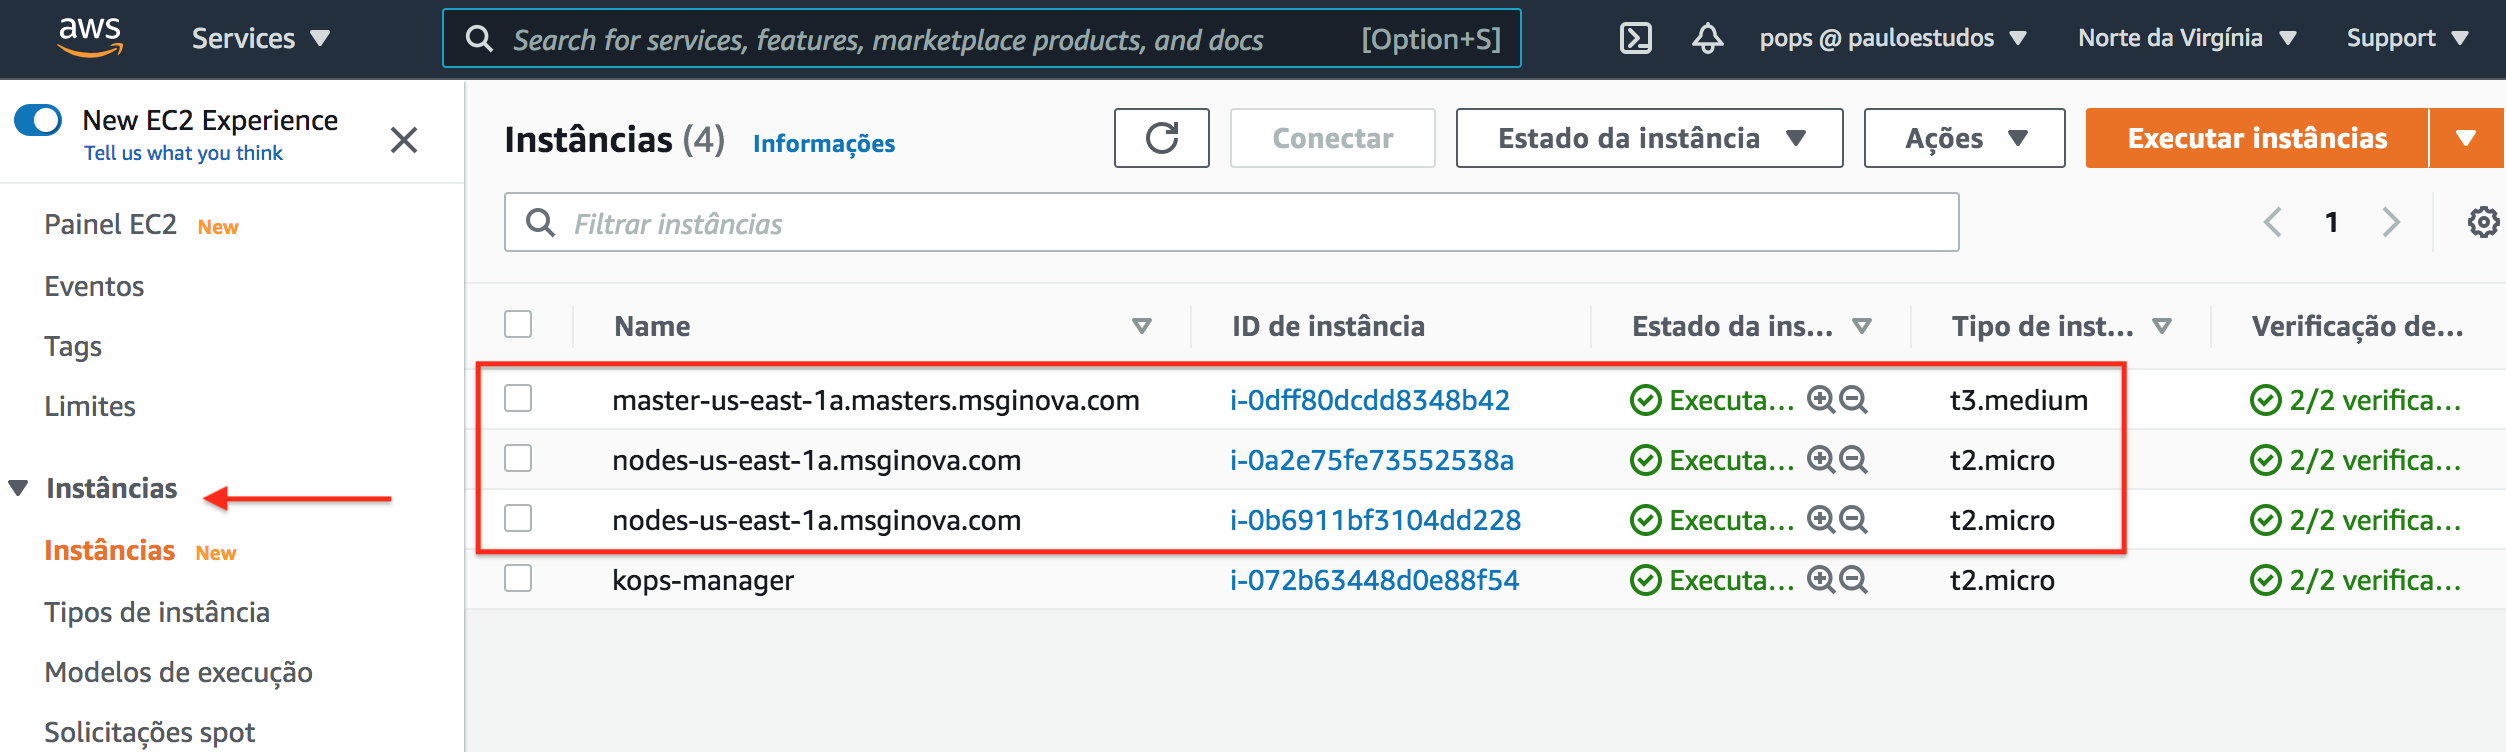 aws Services Search for services, features, marketplace products, and docs [Option+S] pops @ pauloestudos Norte da Virgínia Support
New EC2 Experience
Tell us what you think
Painel EC2 New
Eventos
Tags
Limites
Instâncias
Instâncias New
Tipos de instância
Modelos de execução
Solicitações spot
Instâncias (4) Informações Conectar Estado da instância Ações Executar instâncias
Filtrar instâncias 1
Name ID de instância Estado da ins... Tipo de inst... Verificação de...
master-us-east-1a.masters.msginova.com i-0dff80dcdd8348b42 Executa... t3.medium 2/2 verifica...
nodes-us-east-1a.msginova.com i-0a2e75fe73552538a Executa... t2.micro 2/2 verifica...
nodes-us-east-1a.msginova.com i-0b6911bf3104dd228 Executa... t2.micro 2/2 verifica...
kops-manager i-072b63448d0e88f54 Executa... t2.micro 2/2 verifica...